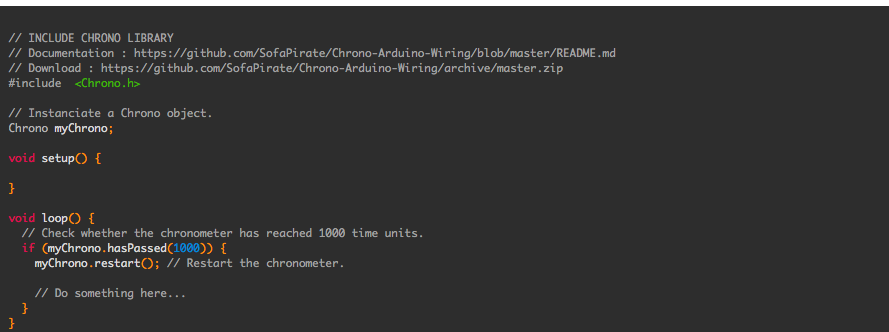 // INCLUDE CHRONO LIBRARY
// Documentation : https://github.com/SofaPirate/Chrono-Arduino-Wiring/blob/master/README.md
// Download : https://github.com/SofaPirate/Chrono-Arduino-Wiring/archive/master.zip
#include  <Chrono.h>
// Instanciate a Chrono object.
Chrono myChrono;
void setup() {
}
void loop() {
  // Check whether the chronometer has reached 1000 time units.
  if (myChrono.hasPassed(1000)) {
    myChrono.restart(); // Restart the chronometer.
    // Do something here...
  }
}